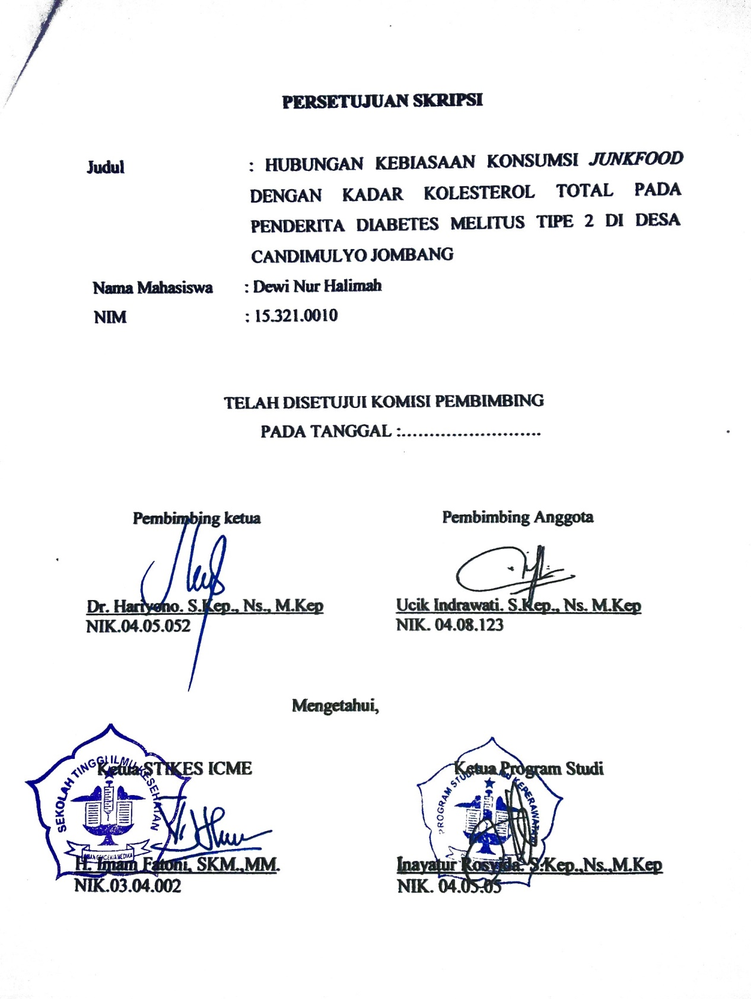 PERSETUJUAN SKRIPSI
Judul : HUBUNGAN KEBIASAAN KONSUMSI JUNKFOOD
DENGAN KADAR KOLESTEROL TOTAL PADA
PENDERITA DIABETES MELITUS TIPE 2 DI DESA
CANDIMULYO JOMBANG
Nama Mahasiswa : Dewi Nur Halimah
NIM : 15.321.0010
TELAH DISETUJUI KOMISI PEMBIMBING
PADA TANGGAL :..........................
Pembimbing ketua
Dr. Hariyono. S.Kep., Ns., M.Kep
NIK.04.05.052
Pembimbing Anggota
Ucik Indrawati. S.Kep., Ns. M.Kep
NIK. 04.08.123
Mengetahui,
Ketua STIKES ICME
SEKOLAH TINGGI ILMU KESEHATAN
CENDEKIA MEDIKA
H. Imam Fatoni, SKM.,MM.
NIK.03.04.002
Ketua Program Studi
PROGRAM STUDI KEPERAWATAN
Inayatur Rosyida. S.Kep.,Ns.,M.Kep
NIK. 04.05.05